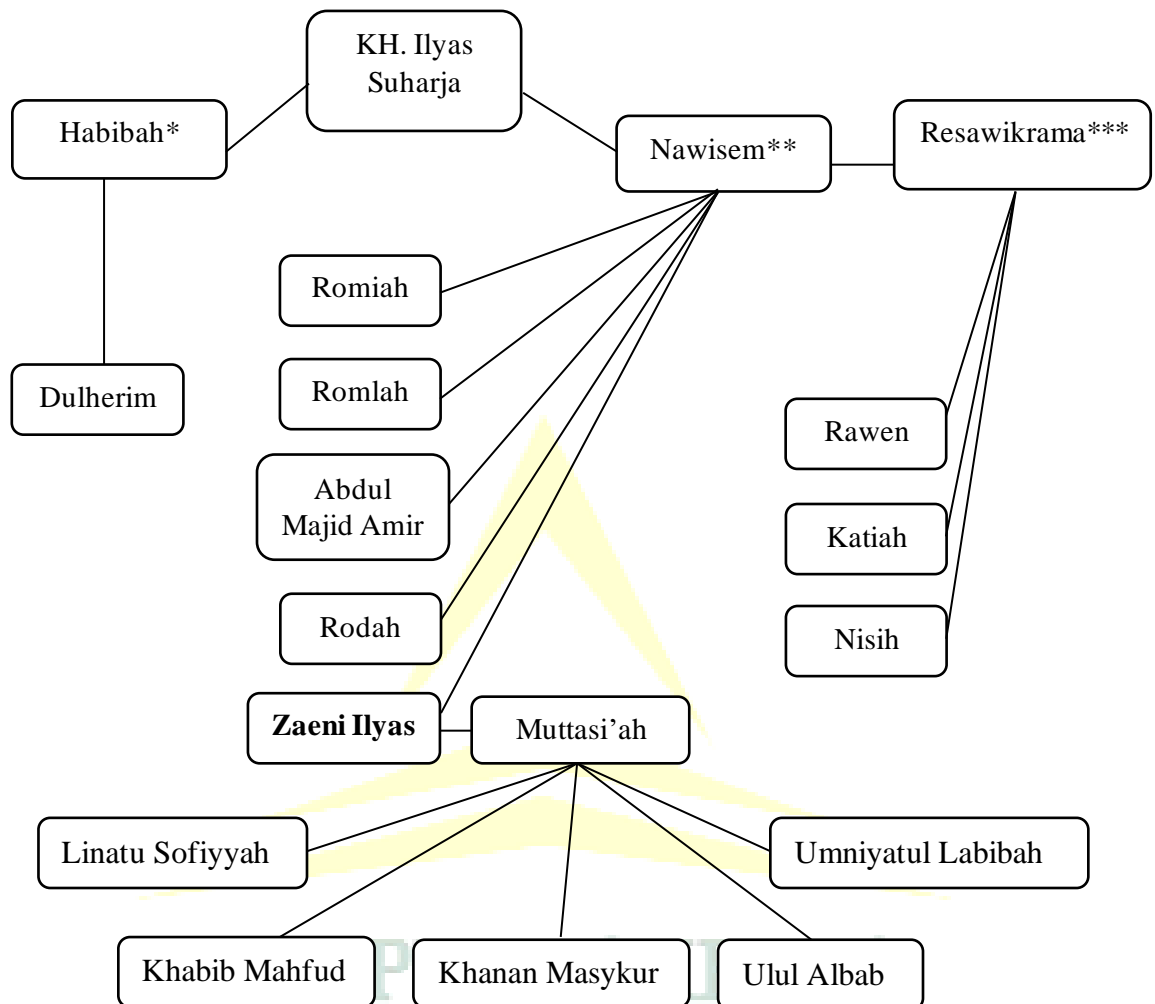 KH. Ilyas
Suharja
Habibah*
Nawisem**
Resawikrama***
Romiah
Romlah
Dulherim
Rawen
Abdul
Majid Amir
Katiah
Rodah
Nisih
Zaeni Ilyas
Muttasi’ah
Linatu Sofiyyah
Umniyatul Labibah
Khabib Mahfud
Khanan Masykur
Ulul Albab